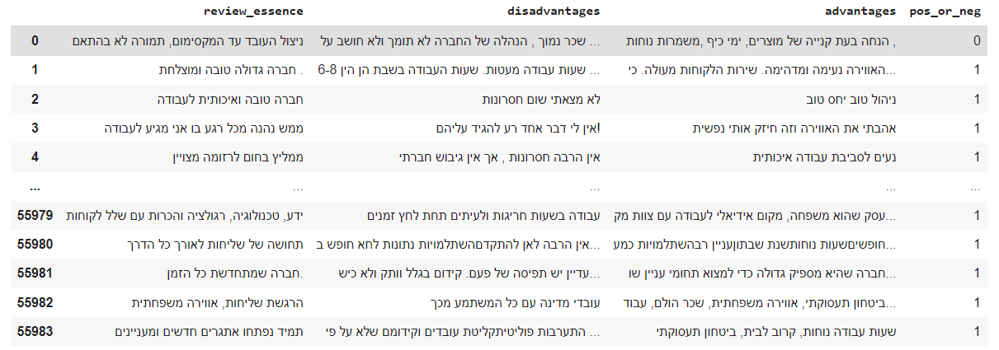 review_essence disadvantages advantages pos_or_neg
0 ניצול העובד עד המקסימום, תמורה לא בהתאם ... שכר נמוך , הנהלה של החברה לא תומך ולא חושב על , הנחה בעת קנייה של מוצרים, ימי כיף ,משמרות נוחות 0
1 . חברה גדולה טובה ומוצלחת ... שעות עבודה מעטות. שעות העבודה בשבת הן הין 6-8 ...האווירה נעימה ומדהימה. שירות הלקוחות מעולה. כי 1
2 חברה טובה ואיכותית לעבודה לא מצאתי שום חסרונות ניהול טוב יחס טוב 1
3 ממש נהנה מכל רגע בו אני מגיע לעבודה !אין לי דבר אחד רע להגיד עליהם אהבתי את האווירה וזה חיזק אותי נפשית 1
4 ממליץ בחום לרזומה מצויין אין הרבה חסרונות , אך אין גיבוש חברתי נעים לסביבת עבודה איכותית 1
... ... ... ... ...
55979 ידע, טכנולוגיה, רגולציה והכרות עם שלל לקוחות עבודה בשעות חריגות ולעיתים תחת לחץ זמנים ...עסק שהוא משפחה, מקום אידיאלי לעבודה עם צוות מק 1
55980 תחושה של שליחות לאורך כל הדרך ...אין הרבה לאן להתקדםהשתלמויות נתונות לחא חופש ב ...חופשיםשעות נוחותשנת שבתוןעניין רבהשתלמויות כמע 1
55981 .חברה שמתחדשת כל הזמן ...עדיין יש תפיסה של פעם. קידום בגלל וותק ולא כיש ...חברה שהיא מספיק גדולה כדי למצוא תחומי עניין שו 1
55982 הרגשת שליחות, אווירה משפחתית עובדי מדינה עם כל המשתמע מכך ...ביטחון תעסוקתי, אווירה משפחתית, שכר הולם, עבוד 1
55983 תמיד נפתחו אתגרים חדשים ומעניינים ... התערבות פוליטיתקליטת עובדים וקידומם שלא על פי שעות עבודה נוחות, קרוב לבית, ביטחון תעסוקתי 1